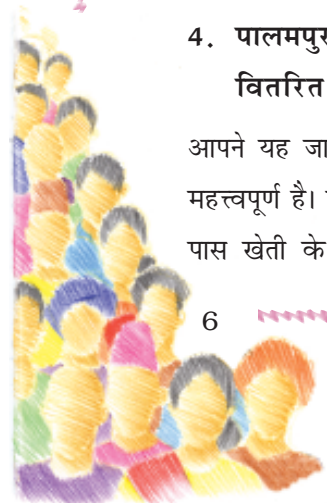 4. पालमपुर
वितरित
आपने यह जा
महत्त्वपूर्ण है।
पास खेती के
6